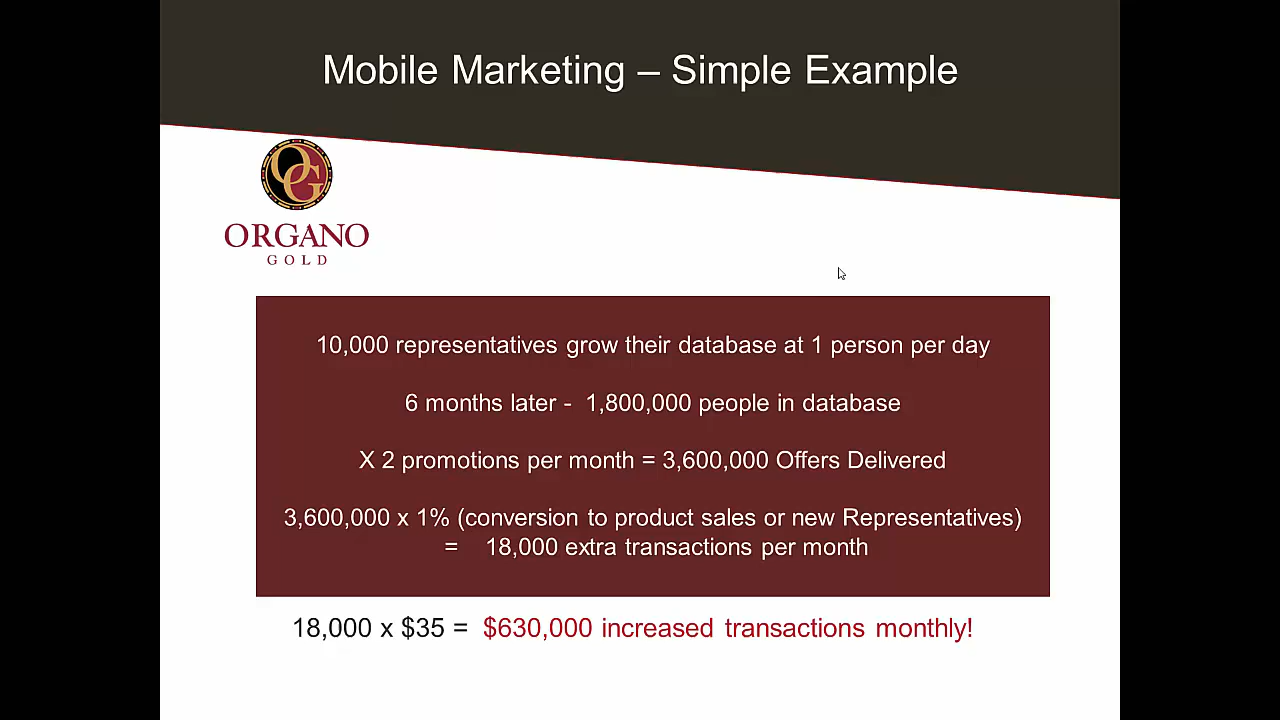 Mobile Marketing – Simple Example
OG
ORGANO
GOLD
10,000 representatives grow their database at 1 person per day
6 months later - 1,800,000 people in database
X 2 promotions per month = 3,600,000 Offers Delivered
3,600,000 x 1% (conversion to product sales or new Representatives)
= 18,000 extra transactions per month
18,000 x $35 = $630,000 increased transactions monthly!